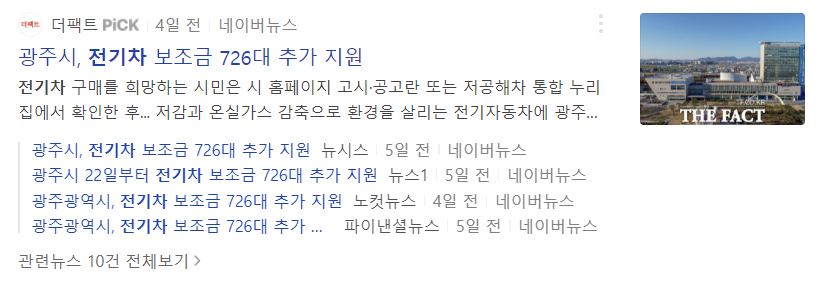 더팩트 더팩트 PiCK 4일 전 네이버뉴스
광주시, 전기차 보조금 726대 추가 지원
전기차 구매를 희망하는 시민은 시 홈페이지 고시·공고란 또는 저공해차 통합 누리
집에서 확인한 후... 저감과 온실가스 감축으로 환경을 살리는 전기자동차에 광주...
THE FACT
광주시, 전기차 보조금 726대 추가 지원 뉴시스 5일 전 네이버뉴스
광주시 22일부터 전기차 보조금 726대 추가 지원 뉴스1 5일 전 네이버뉴스
광주광역시, 전기차 보조금 726대 추가 지원 노컷뉴스 4일 전 네이버뉴스
광주광역시, 전기차 보조금 726대 추가 ... 파이낸셜뉴스 5일 전 네이버뉴스
관련뉴스 10건 전체보기